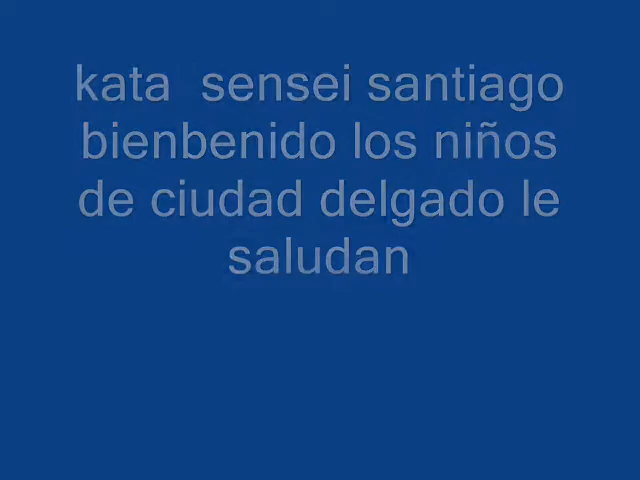 kata  sensei santiago
bienbenido los niños
de ciudad delgado le
saludan